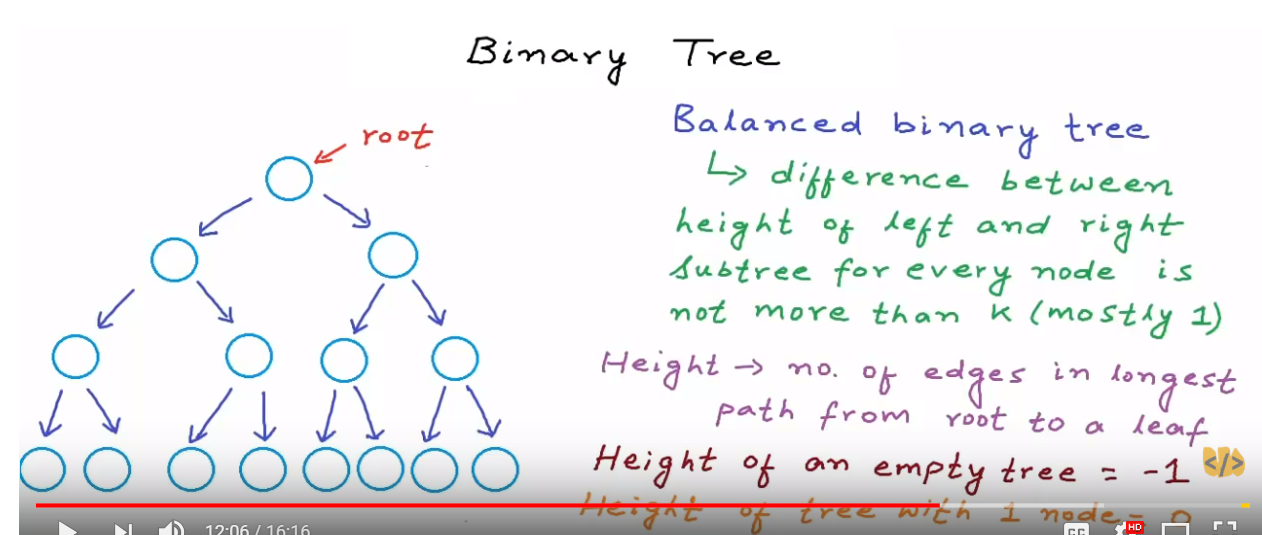 Binary Tree
root
Balanced binary tree
↳ difference between
height of left and right
subtree for every node is
not more than k (mostly 1)
Height → no. of edges in longest
path from root to a leaf
Height of an empty tree = -1
Height of tree with 1 node = 0
</>
12:06 / 16:16
CC
HD